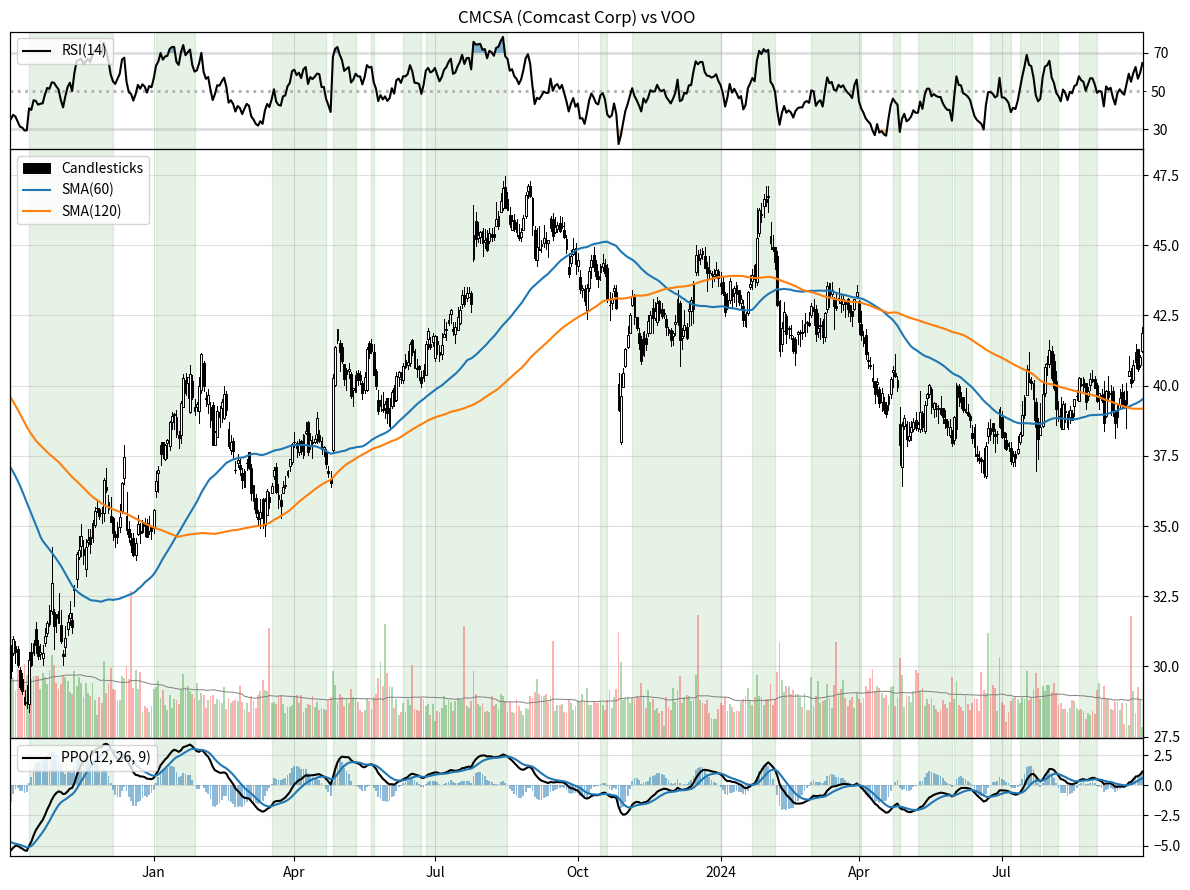 CMCSA (Comcast Corp) vs VOO
RSI(14)
70
50
30
Candlesticks
SMA(60)
SMA(120)
47.5
45.0
42.5
40.0
37.5
35.0
32.5
30.0
27.5
PPO(12, 26, 9)
2.5
0.0
−2.5
−5.0
Jan
Apr
Jul
Oct
2024
Apr
Jul